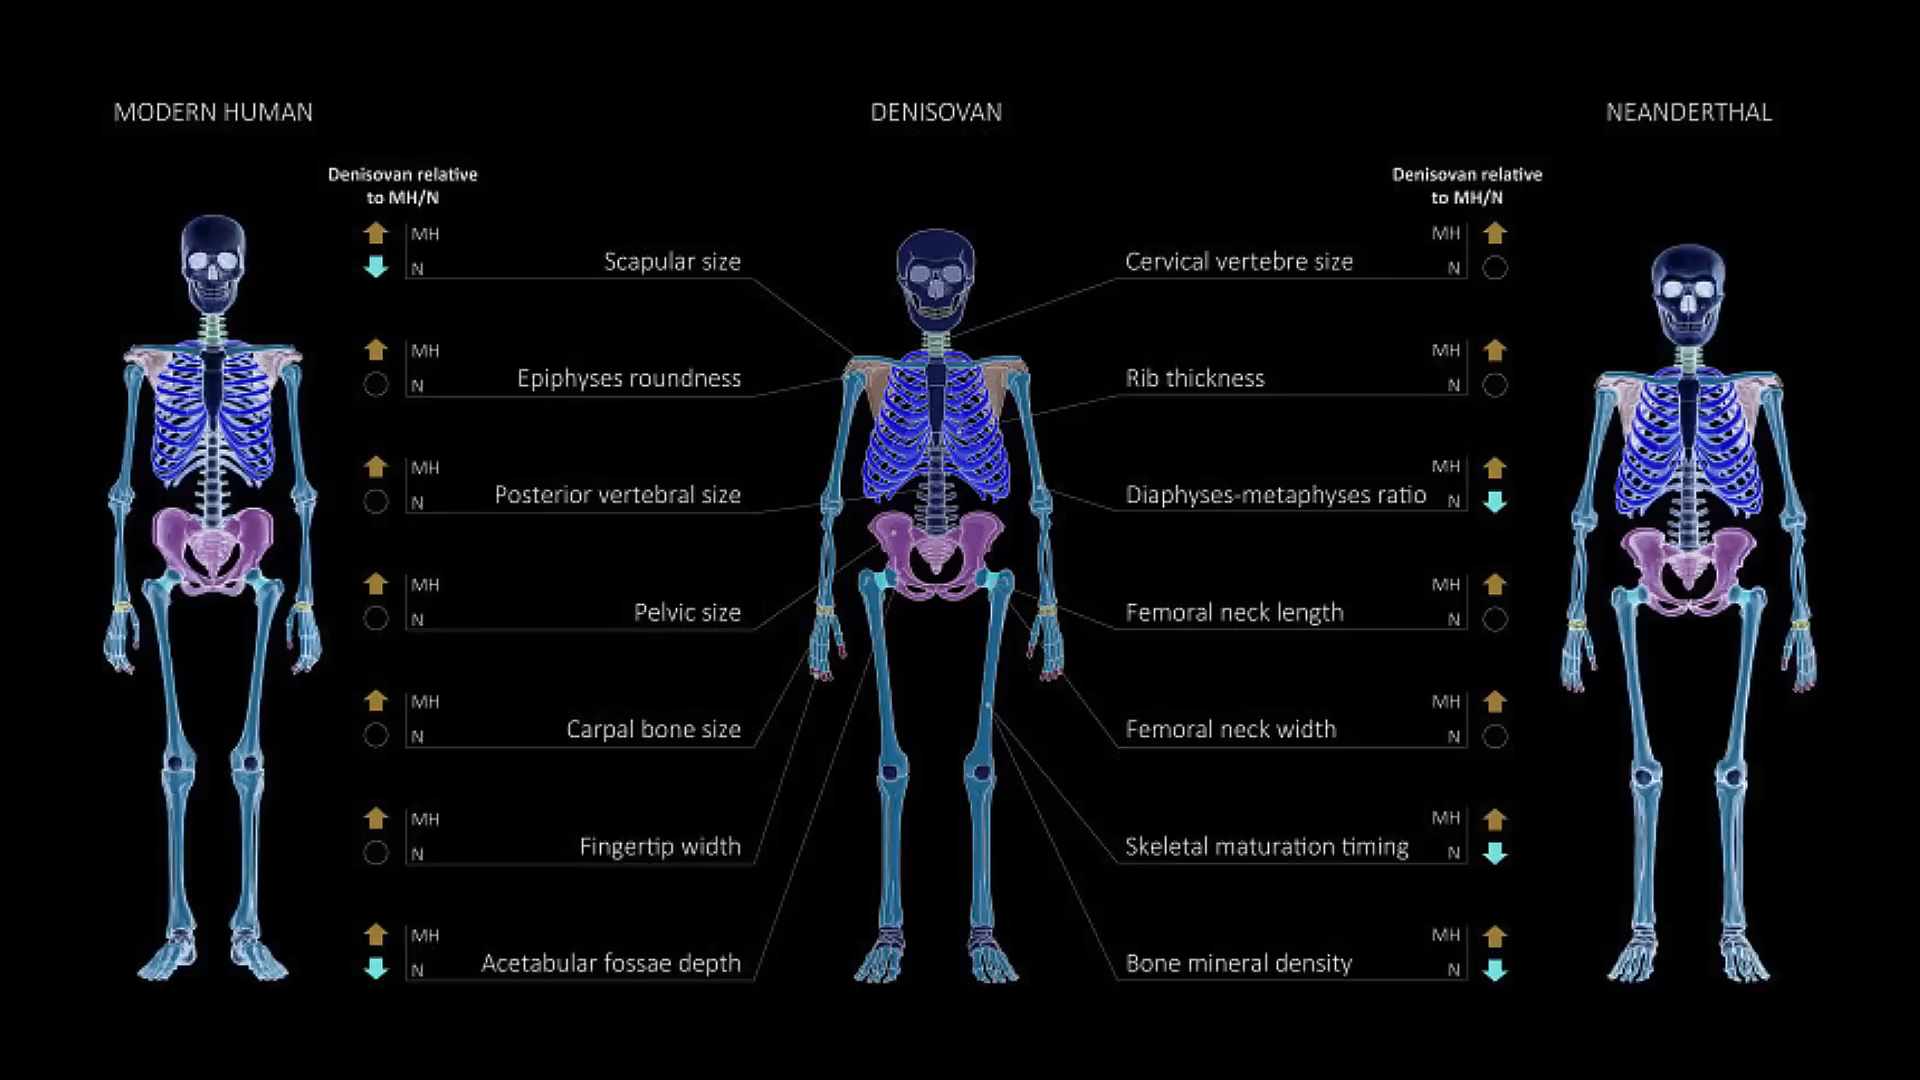 MODERN HUMAN
DENISOVAN
NEANDERTHAL
Denisovan relative
to MH/N
MH
N
Scapular size
MH
N
Epiphyses roundness
MH
N
Posterior vertebral size
MH
N
Pelvic size
MH
N
Carpal bone size
MH
N
Fingertip width
MH
N
Acetabular fossae depth
Denisovan relative
to MH/N
Cervical vertebre size
MH
N
Rib thickness
MH
N
Diaphyses-metaphyses ratio
MH
N
Femoral neck length
MH
N
Femoral neck width
MH
N
Skeletal maturation timing
MH
N
Bone mineral density
MH
N